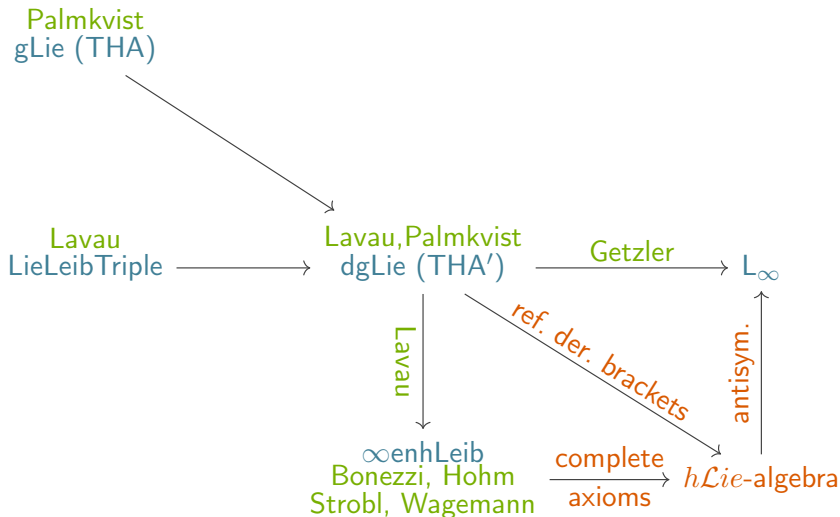 Palmkvist
gLie (THA)
Lavau
LieLeibTriple
Lavau,Palmkvist
dgLie (THA′)
Getzler
L∞
Lavau
ref. der. brackets
antisym.
∞enhLeib
Bonezzi, Hohm
Strobl, Wagemann
complete
axioms
hLie-algebra